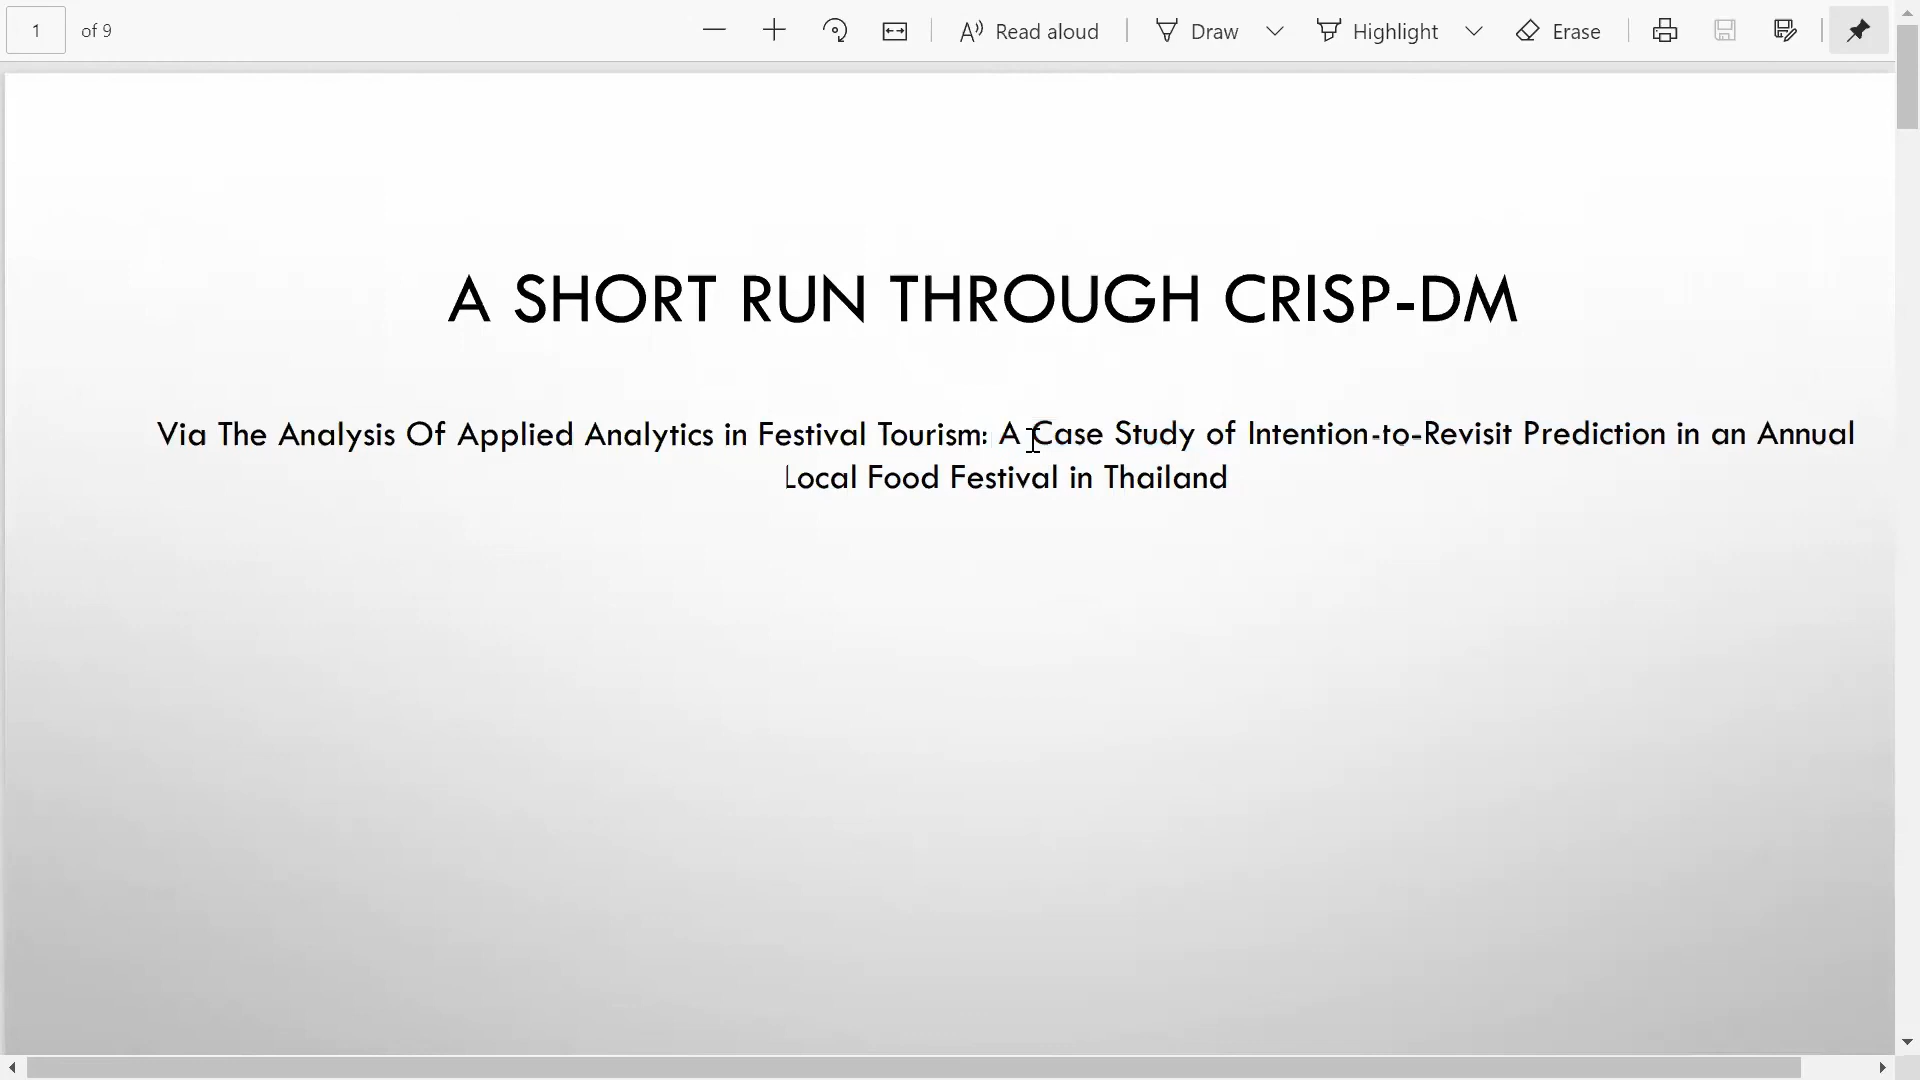 1 of 9 Read aloud Draw Highlight Erase
A SHORT RUN THROUGH CRISP-DM
Via The Analysis Of Applied Analytics in Festival Tourism: A Case Study of Intention-to-Revisit Prediction in an Annual
Local Food Festival in Thailand